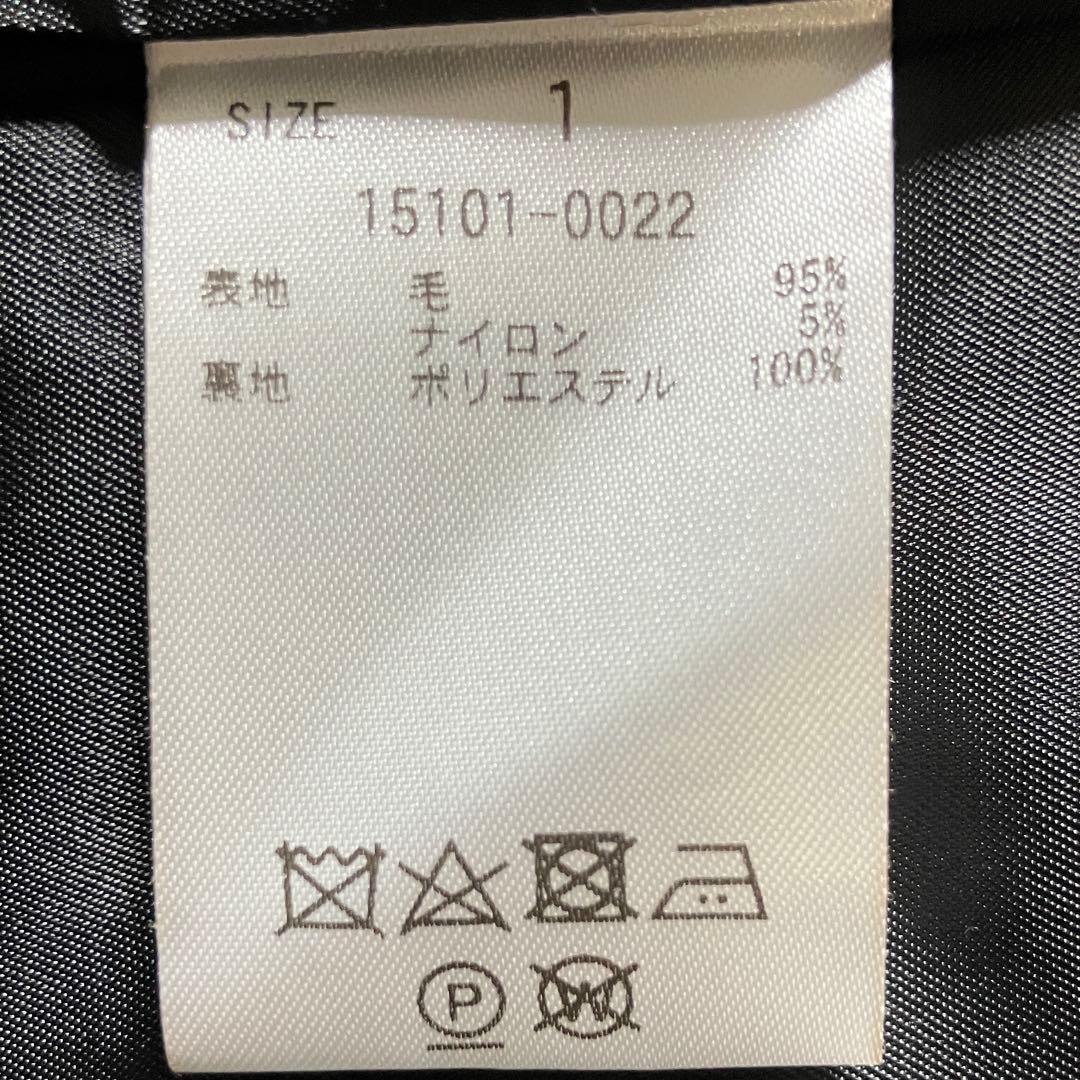 SIZE 1
15101-0022
表地 毛 95%
ナイロン 5%
裏地 ポリエステル 100%
P W